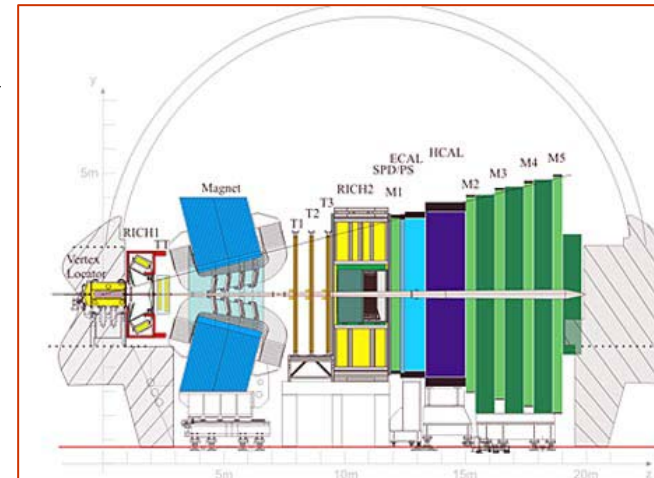 y
5m
Magnet
RICH1
TT
Vertex
Locator
T1
T2
T3
RICH2
M1
SPD/PS
ECAL
HCAL
M2
M3
M4
M5
5m
10m
15m
20m
z